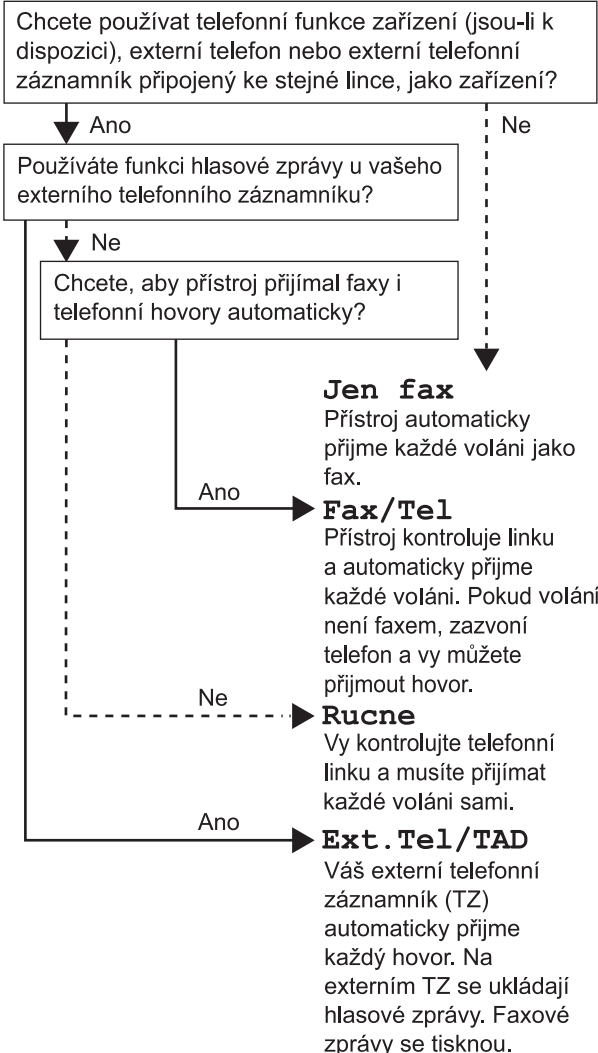 Chcete používat telefonní funkce zařízení (jsou-li k
dispozici), externí telefon nebo externí telefonní
záznamník připojený ke stejné lince, jako zařízení?
Ano
Ne
Používáte funkci hlasové zprávy u vašeho
externího telefonního záznamníku?
Ne
Chcete, aby přístroj přijímal faxy i
telefonní hovory automaticky?
Jen fax
Přístroj automaticky
přijme každé voláni jako
fax.
Ano
Fax/Tel
Přístroj kontroluje linku
a automaticky přijme
každé voláni. Pokud volání
není faxem, zazvoní
telefon a vy můžete
přijmout hovor.
Ne
Rucne
Vy kontrolujte telefonní
linku a musíte přijímat
každé voláni sami.
Ano
Ext.Tel/TAD
Váš externí telefonní
záznamník (TZ)
automaticky přijme
každý hovor. Na
externím TZ se ukládají
hlasové zprávy. Faxové
zprávy se tisknou.